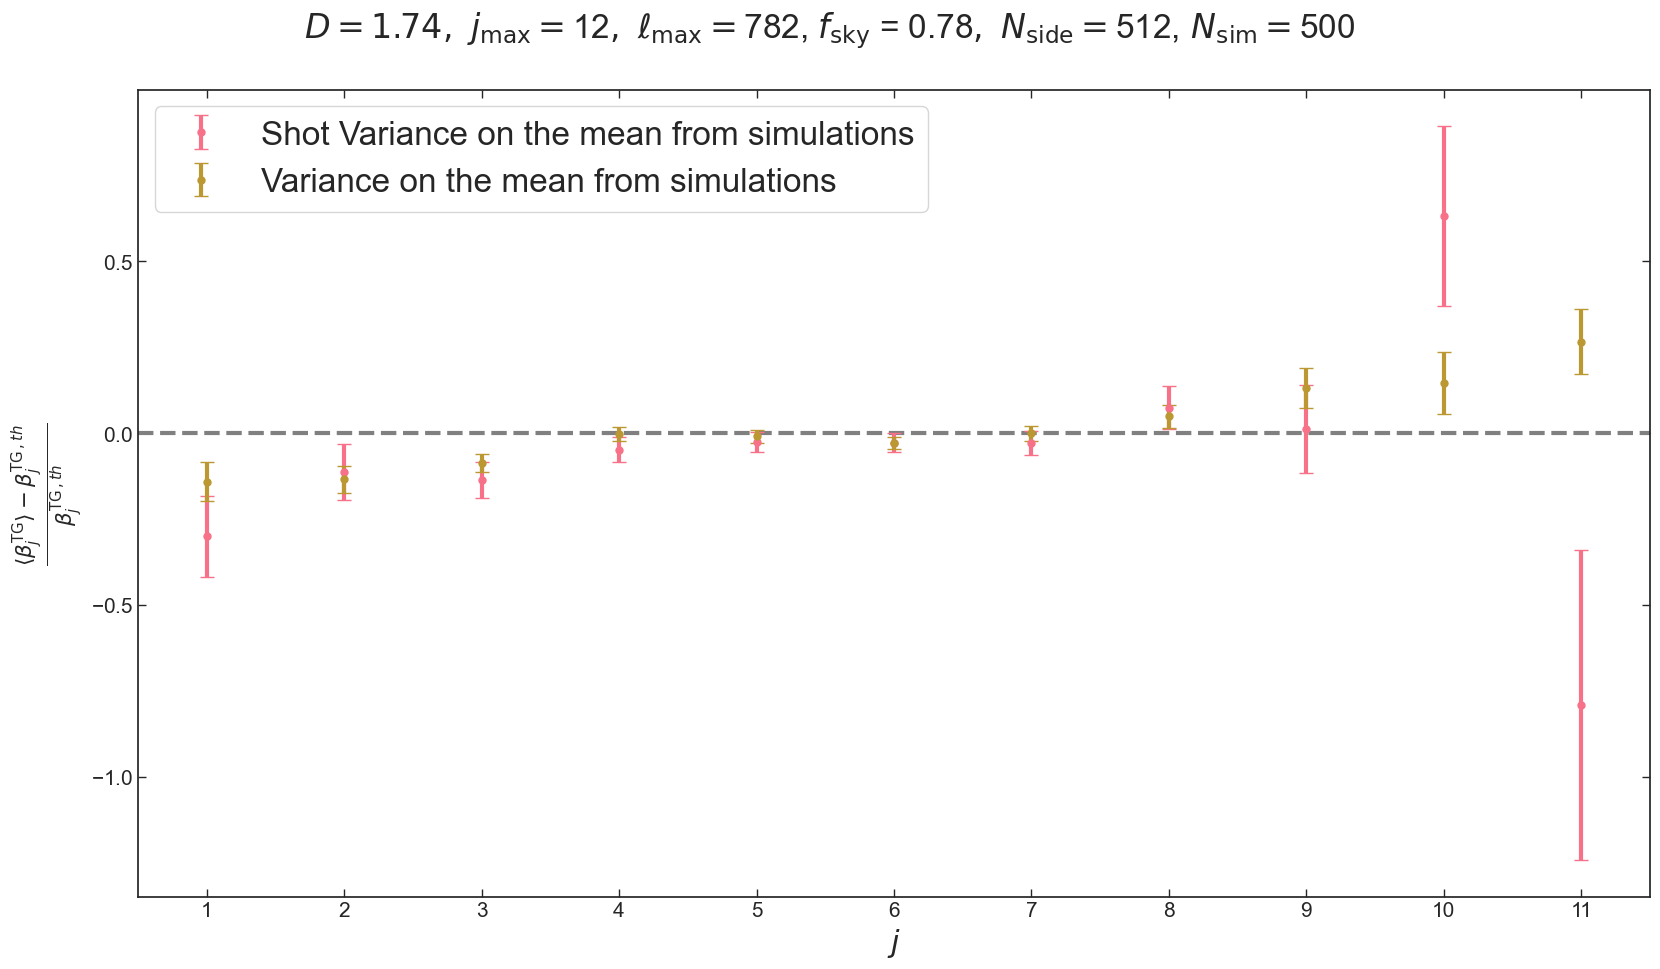 D = 1.74, j_max = 12, ℓ_max = 782, f_sky = 0.78, N_side = 512, N_sim = 500
Shot Variance on the mean from simulations
Variance on the mean from simulations
0.5
0.0
−0.5
−1.0
⟨β_j^TG⟩ − β_j^TG, th
β_j^TG, th
1 2 3 4 5 6 7 8 9 10 11
j